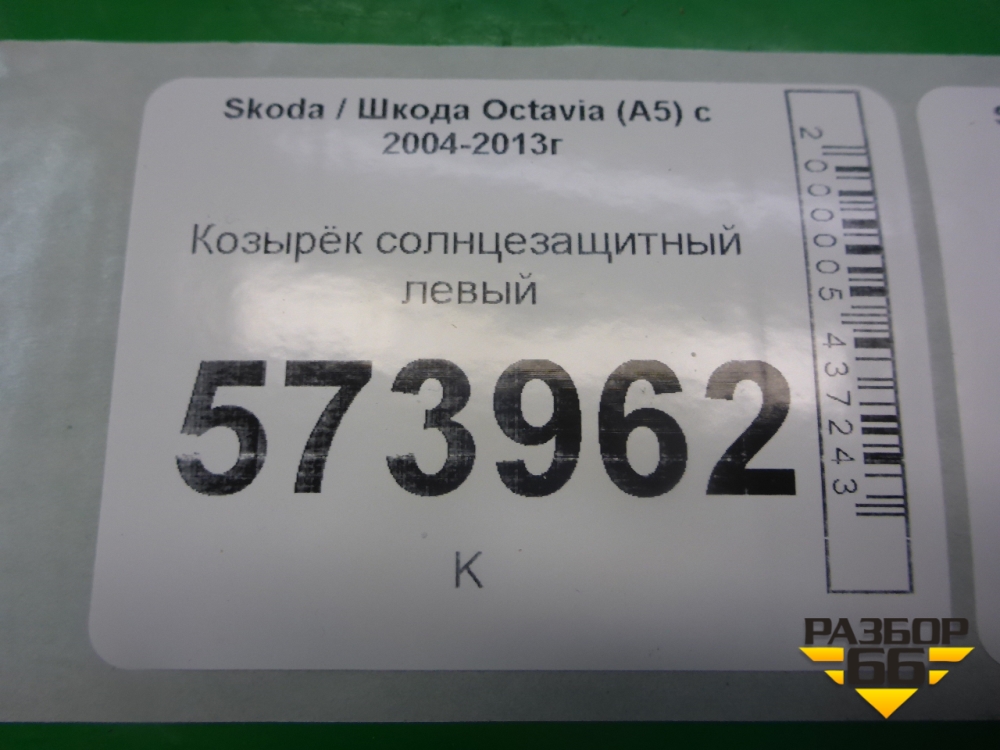 Skoda / Шкода Octavia (A5) с
2004-2013г
Козырёк солнцезащитный
левый
573962
К
2000005437243
РАЗБОР
66